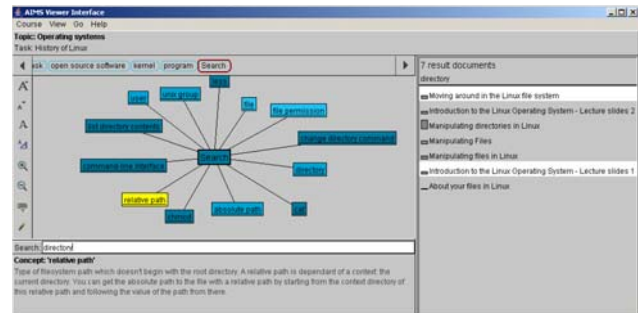 AIMS Viewer Interface
Course View Go Help
Topic: Operating systems
Task: History of Linux
open source software kernel program Search
7 result documents
directory
Moving around in the Linux file system
Introduction to the Linux Operating System - Lecture slides 2
Manipulating directories in Linux
Manipulating Files
Manipulating files in Linux
Introduction to the Linux Operating System - Lecture slides 1
About your files in Linux
user
unix group
file
file permission
list directory contents
change directory command
Search
command-line interface
directory
relative path
chmod
absolute path
cat
Search: directory
Concept: 'relative path'
Type of filesystem path which doesn't begin with the root directory. A relative path is dependant of a context: the
current directory. You can get the absolute path to the file with a relative path by starting from the context directory of
this relative path and following the value of the path from there.